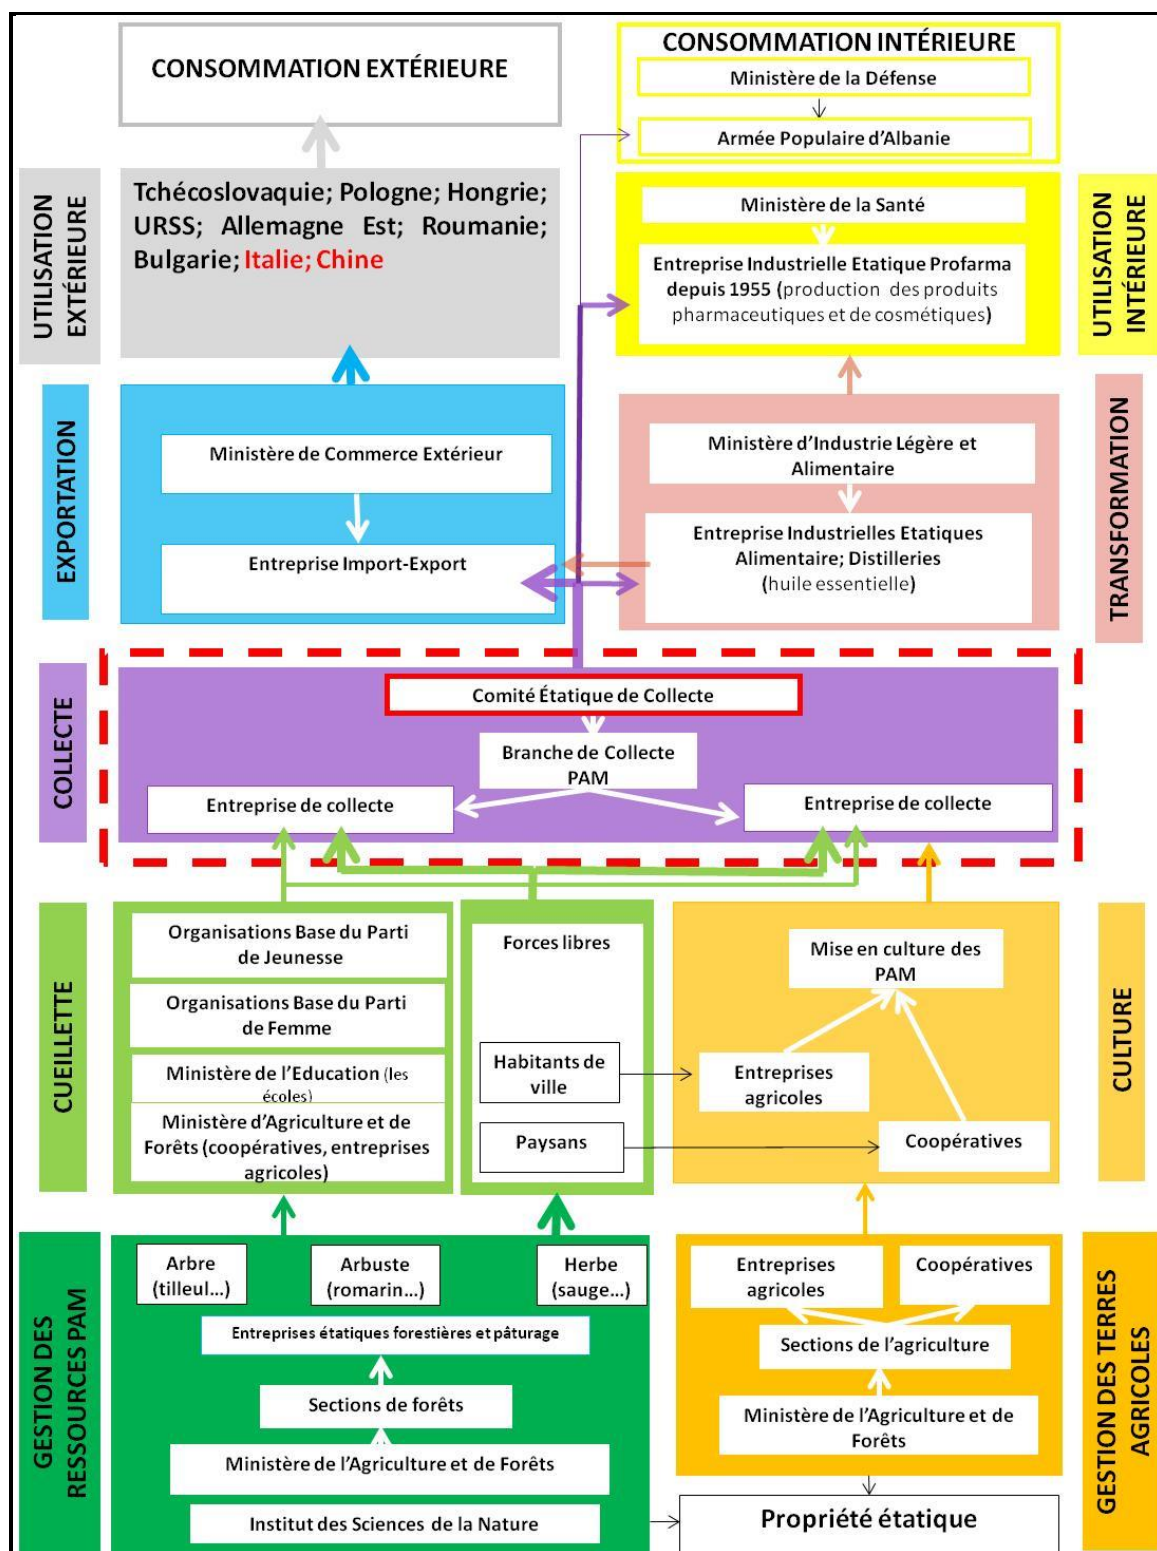 CONSOMMATION EXTÉRIEURE
CONSOMMATION INTÉRIEURE
Ministère de la Défense
Armée Populaire d'Albanie
UTILISATION
EXTÉRIEURE
Tchécoslovaquie; Pologne; Hongrie;
URSS; Allemagne Est; Roumanie;
Bulgarie; Italie; Chine
Ministère de la Santé
Entreprise Industrielle Etatique Profarma
depuis 1955 (production des produits
pharmaceutiques et de cosmétiques)
UTILISATION
INTÉRIEURE
EXPORTATION
Ministère de Commerce Extérieur
Entreprise Import-Export
Ministère d'Industrie Légère et
Alimentaire
Entreprise Industrielles Etatiques
Alimentaire; Distilleries
(huile essentielle)
TRANSFORMATION
COLLECTE
Comité Étatique de Collecte
Branche de Collecte
PAM
Entreprise de collecte
Entreprise de collecte
CUEILLETTE
Organisations Base du Parti
de Jeunesse
Organisations Base du Parti
de Femme
Ministère de l'Education (les
écoles)
Ministère d'Agriculture et de
Forêts (coopératives, entreprises
agricoles)
Forces libres
Habitants de
ville
Paysans
Mise en culture des
PAM
Entreprises
agricoles
Coopératives
CULTURE
GESTION DES
RESSOURCES PAM
Arbre
(tilleul...)
Arbuste
(romarin...)
Herbe
(sauge...)
Entreprises étatiques forestières et pâturage
Sections de forêts
Ministère de l'Agriculture et de Forêts
Institut des Sciences de la Nature
Entreprises
agricoles
Coopératives
Sections de l'agriculture
Ministère de l'Agriculture et de
Forêts
Propriété étatique
GESTION DES TERRES
AGRICOLES